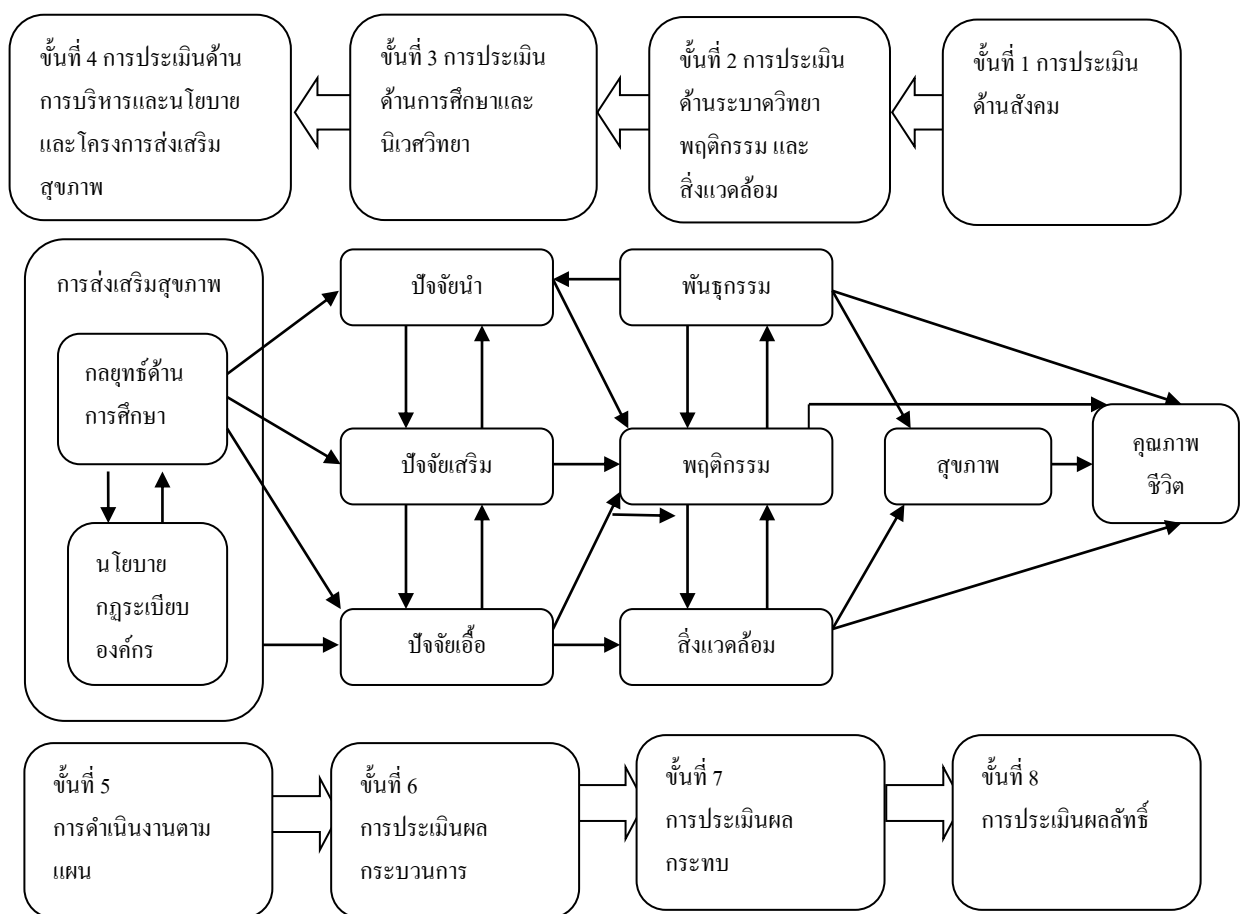 ขั้นที่ 4 การประเมินด้าน
การบริหารและนโยบาย
และโครงการส่งเสริม
สุขภาพ
ขั้นที่ 3 การประเมิน
ด้านการศึกษาและ
นิเวศวิทยา
ขั้นที่ 2 การประเมิน
ด้านระบาดวิทยา
พฤติกรรม และ
สิ่งแวดล้อม
ขั้นที่ 1 การประเมิน
ด้านสังคม
การส่งเสริมสุขภาพ
กลยุทธ์ด้าน
การศึกษา
นโยบาย
กฎระเบียบ
องค์กร
ปัจจัยนำ
ปัจจัยเสริม
ปัจจัยเอื้อ
พันธุกรรม
พฤติกรรม
สิ่งแวดล้อม
สุขภาพ
คุณภาพ
ชีวิต
ขั้นที่ 5
การดำเนินงานตาม
แผน
ขั้นที่ 6
การประเมินผล
กระบวนการ
ขั้นที่ 7
การประเมินผล
กระทบ
ขั้นที่ 8
การประเมินผลลัทธิ์